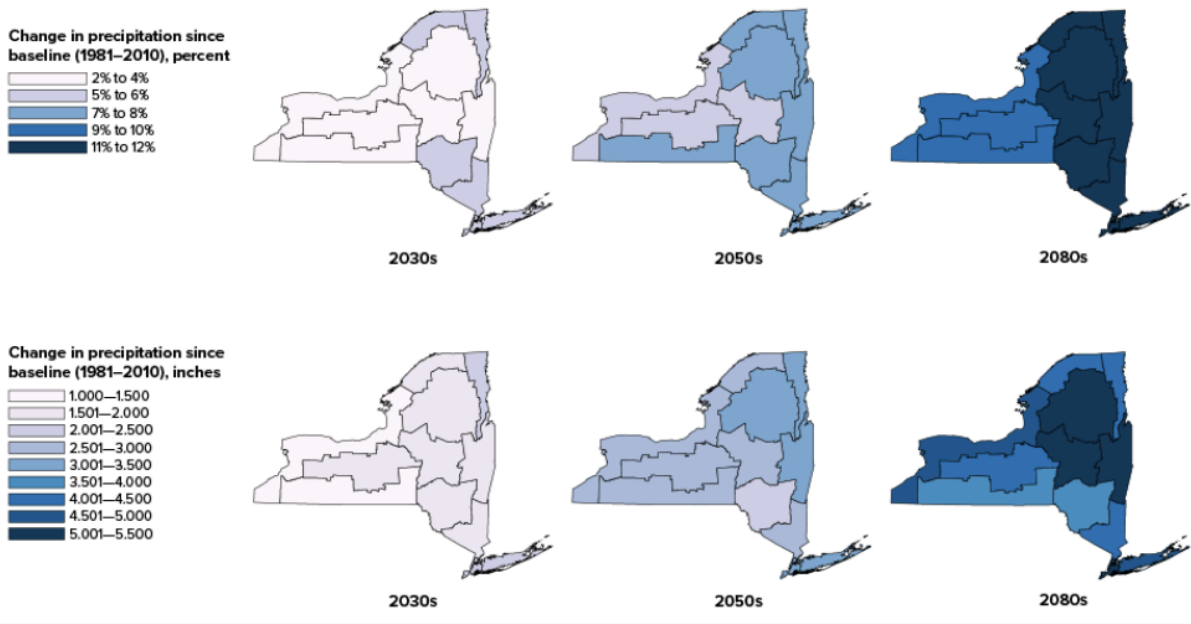 Change in precipitation since
baseline (1981–2010), percent
2% to 4%
5% to 6%
7% to 8%
9% to 10%
11% to 12%
2030s
2050s
2080s
Change in precipitation since
baseline (1981–2010), inches
1.000—1.500
1.501—2.000
2.001—2.500
2.501—3.000
3.001—3.500
3.501—4.000
4.001—4.500
4.501—5.000
5.001—5.500
2030s
2050s
2080s